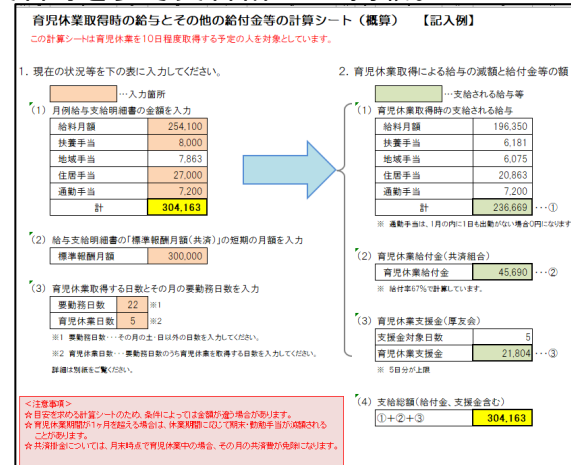 育児休業取得時の給与とその他の給付金等の計算シート（概算）　【記入例】
この計算シートは育児休業を10日程度取得する予定の人を対象としています。
1．現在の状況等を下の表に入力してください。
…入力箇所
（1）月例給与支給明細書の金額を入力
給料月額 254,100
扶養手当 8,000
地域手当 7,863
住居手当 27,000
通勤手当 7,200
計 304,163
（2）給与支給明細書の「標準報酬月額（共済）」の短期の月額を入力
標準報酬月額 300,000
（3）育児休業取得する日数とその月の要勤務日数を入力
要勤務日数 22 ※1
育児休業日数 5 ※2
※1 要勤務日数・・・その月の土・日以外の日数を入力してください。
※2 育児休業日数・・・要勤務日数のうち育児休業を取得する日数を入力してください。
詳細は別紙をご覧ください。
＜注意事項＞
☆目安を求める計算シートのため、条件によっては金額が違う場合があります。
☆育児休業期間が1ヶ月を超える場合は、休業期間に応じて期末・勤勉手当が減額される
ことがあります。
☆共済掛金については、月末時点で育児休業中の場合、その月の共済費が免除になります。
2．育児休業取得による給与の減額と給付金等の額
…支給される給与等
（1）育児休業取得時の支給される給与
給料月額 196,350
扶養手当 6,181
地域手当 6,075
住居手当 20,863
通勤手当 7,200
計 236,669 …①
※ 通勤手当は、1月の内に1日も出勤がない場合0円になります
（2）育児休業給付金（共済組合）
育児休業給付金 45,690 …②
※ 給付率67％で計算しています。
（3）育児休業支援金（厚友会）
支援金対象日数 5
育児休業支援金 21,804 …③
※ 5日分が上限
（4）支給総額（給付金、支援金含む）
①＋②＋③ 304,163